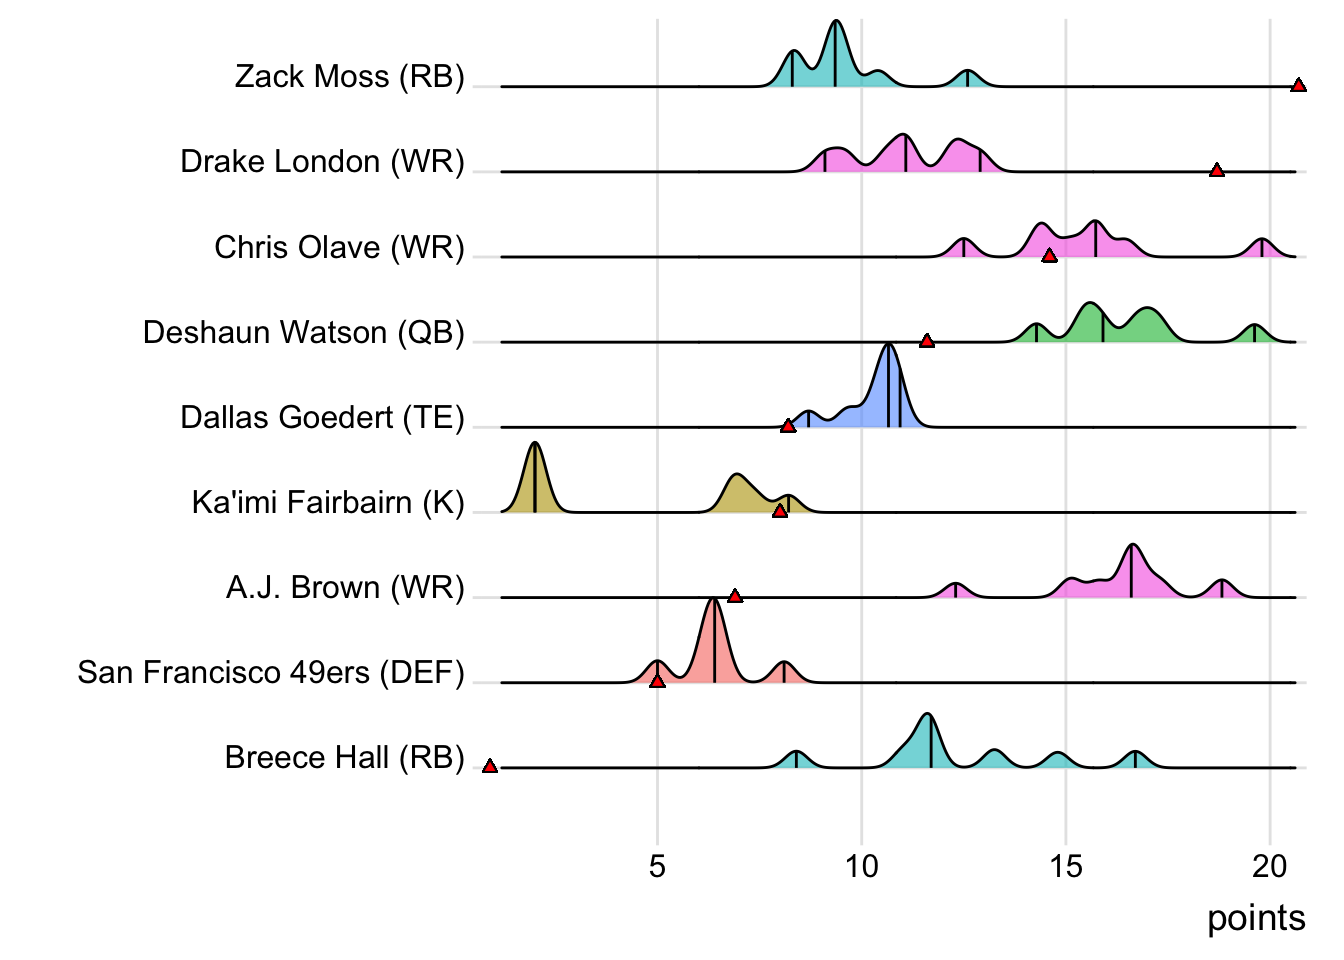 Zack Moss (RB)
Drake London (WR)
Chris Olave (WR)
Deshaun Watson (QB)
Dallas Goedert (TE)
Ka'imi Fairbairn (K)
A.J. Brown (WR)
San Francisco 49ers (DEF)
Breece Hall (RB)
5 10 15 20
points